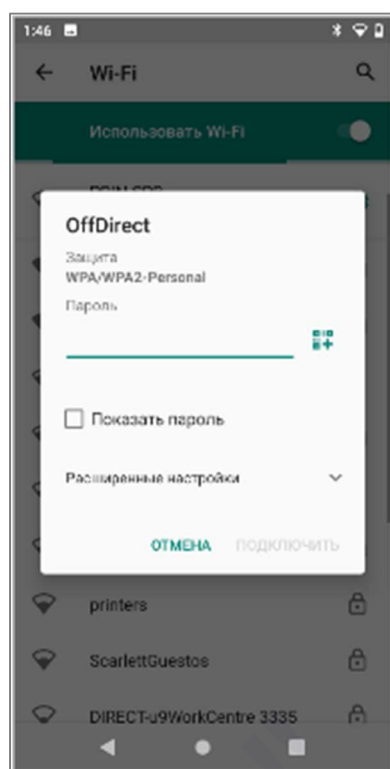 1:46
Wi-Fi
Использовать Wi-Fi
OffDirect
Защита
WPA/WPA2-Personal
Пароль
Показать пароль
Расширенные настройки
ОТМЕНА ПОДКЛЮЧИТЬ
printers
ScarlettGuestos
DIRECT-u9WorkCentre 3335